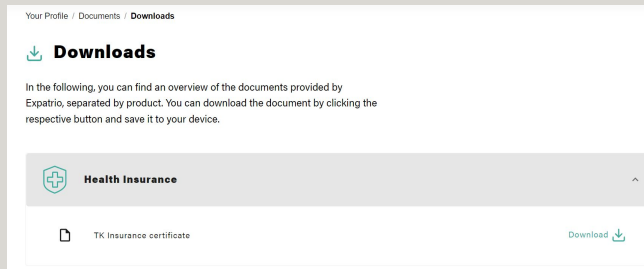 Your Profile / Documents / Downloads
Downloads
In the following, you can find an overview of the documents provided by
Expatrio, separated by product. You can download the document by clicking the
respective button and save it to your device.
Health Insurance
TK Insurance certificate Download